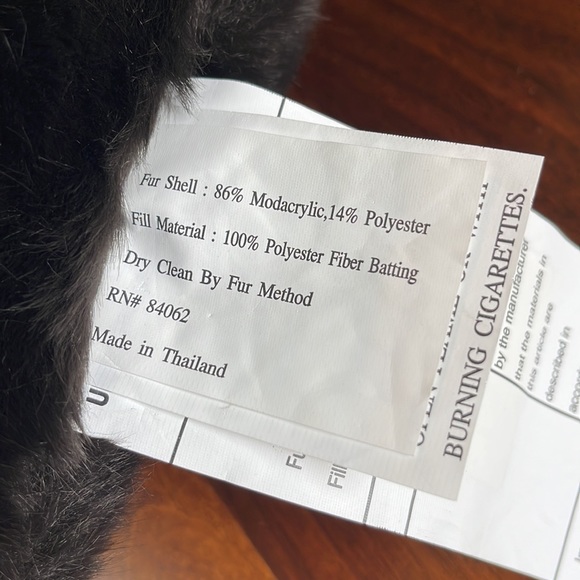 Fur Shell : 86% Modacrylic,14% Polyester
Fill Material : 100% Polyester Fiber Batting
Dry Clean By Fur Method
RN# 84062
Made in Thailand
BURNING CIGARETTES.
by the manufacturer
that the materials in
this article are
described in